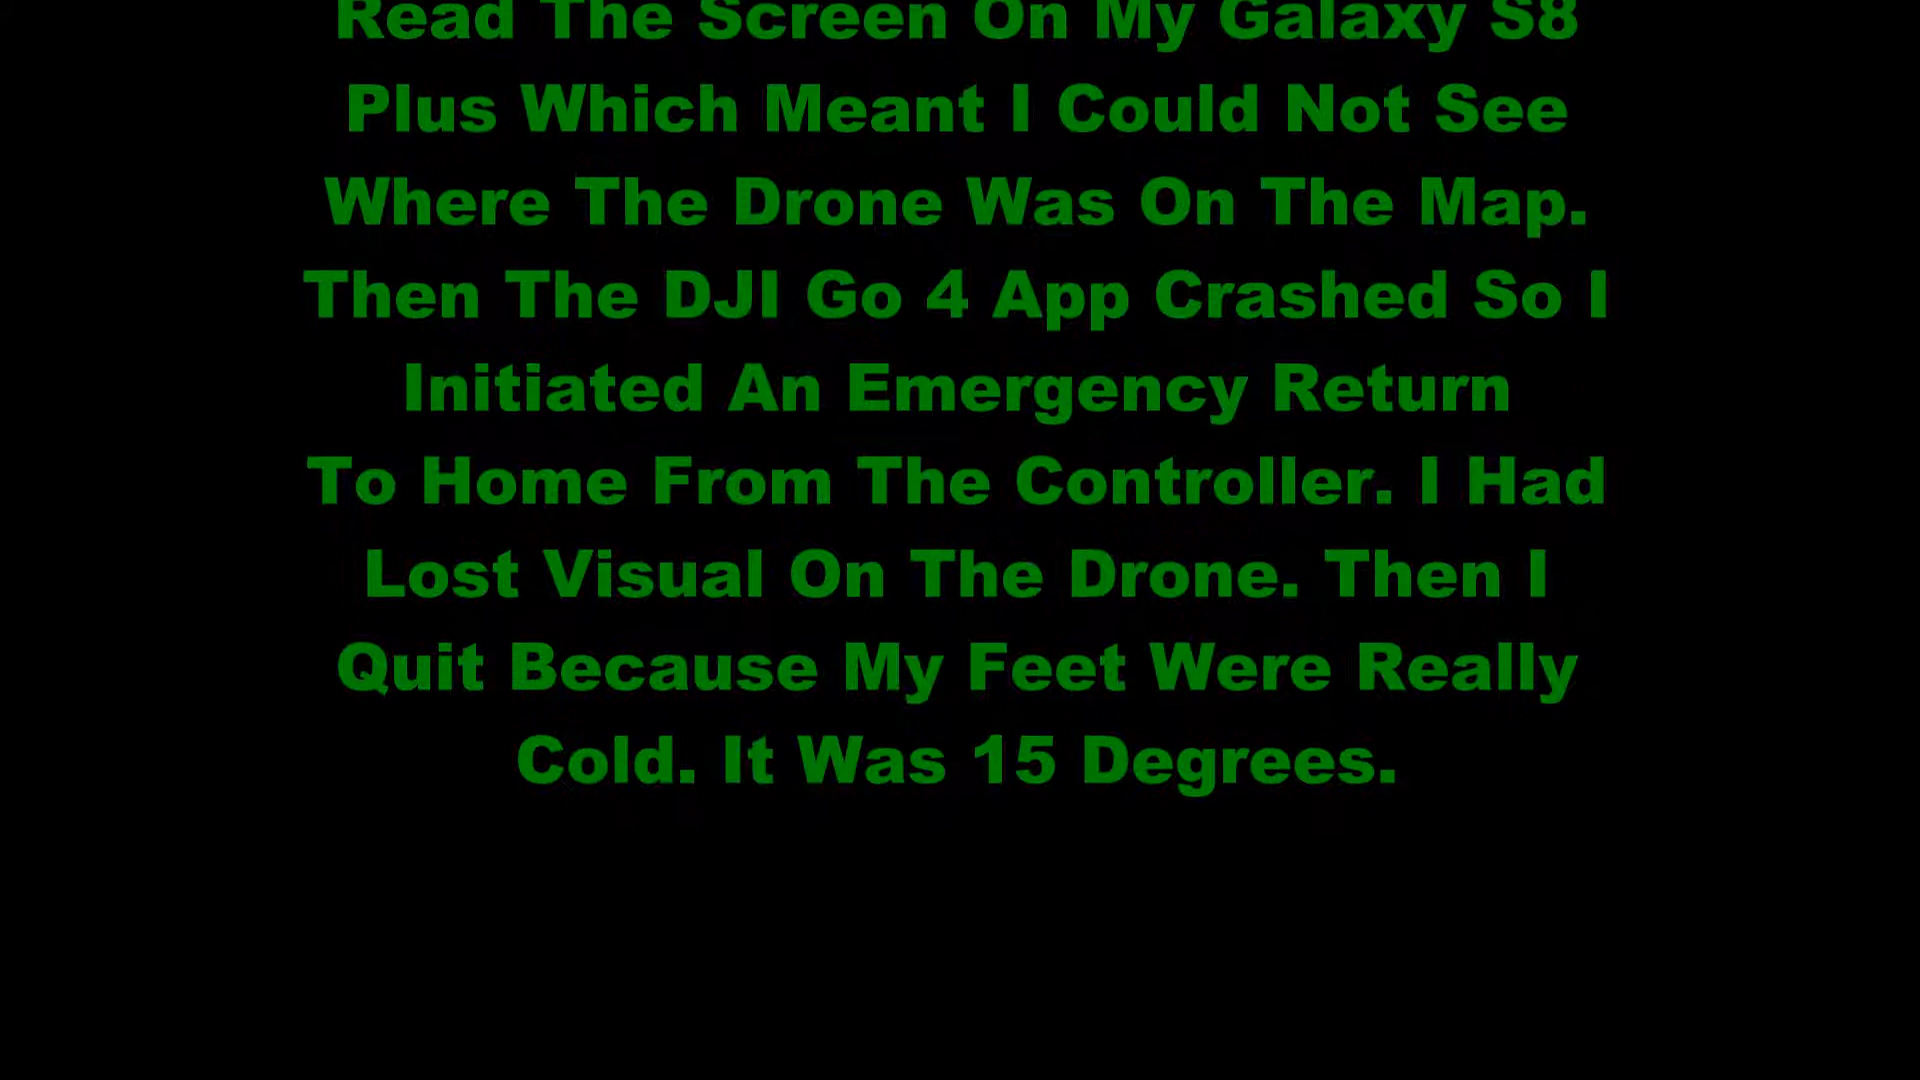 Read The Screen On My Galaxy S8
Plus Which Meant I Could Not See
Where The Drone Was On The Map.
Then The DJI Go 4 App Crashed So I
Initiated An Emergency Return
To Home From The Controller. I Had
Lost Visual On The Drone. Then I
Quit Because My Feet Were Really
Cold. It Was 15 Degrees.